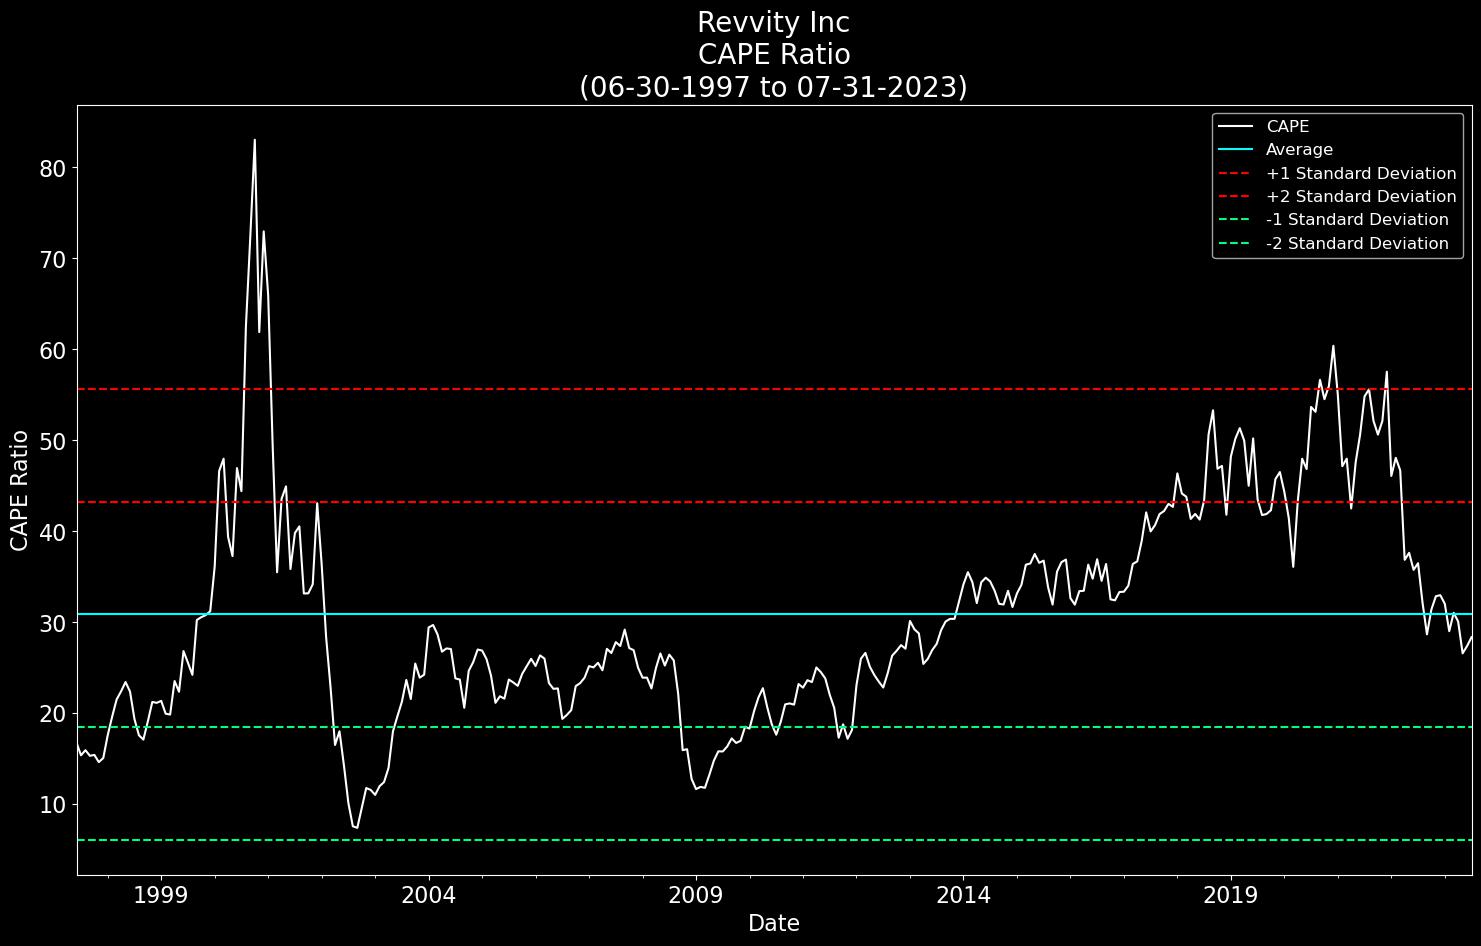 Revvity Inc
CAPE Ratio
(06-30-1997 to 07-31-2023)
CAPE
Average
+1 Standard Deviation
+2 Standard Deviation
-1 Standard Deviation
-2 Standard Deviation
CAPE Ratio
80
70
60
50
40
30
20
10
1999
2004
2009
2014
2019
Date